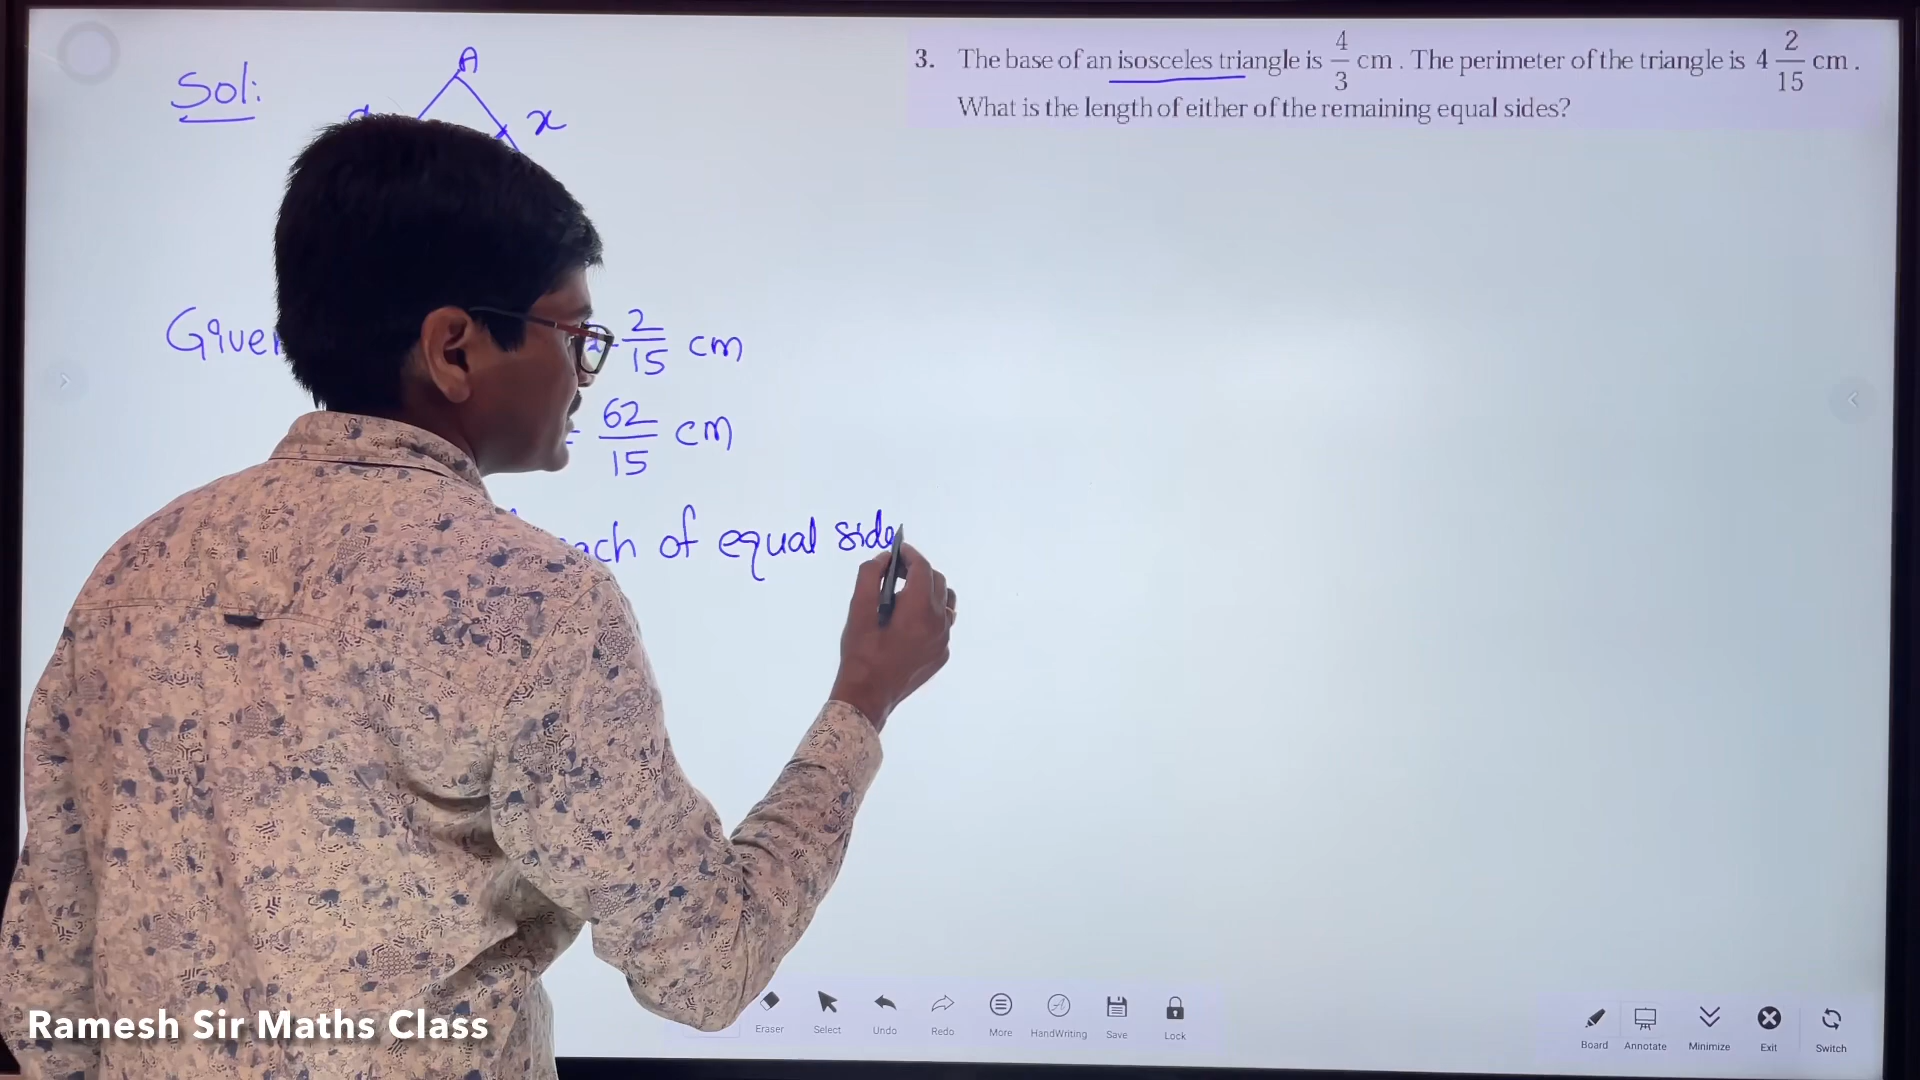 3. The base of an isosceles triangle is 4/3 cm. The perimeter of the triangle is 4 2/15 cm.
What is the length of either of the remaining equal sides?
Sol:
A
x
2/15 cm
= 62/15 cm
of equal side
Ramesh Sir Maths Class
Eraser Select Undo Redo More HandWriting Save Lock
Board Annotate Minimize Exit Switch